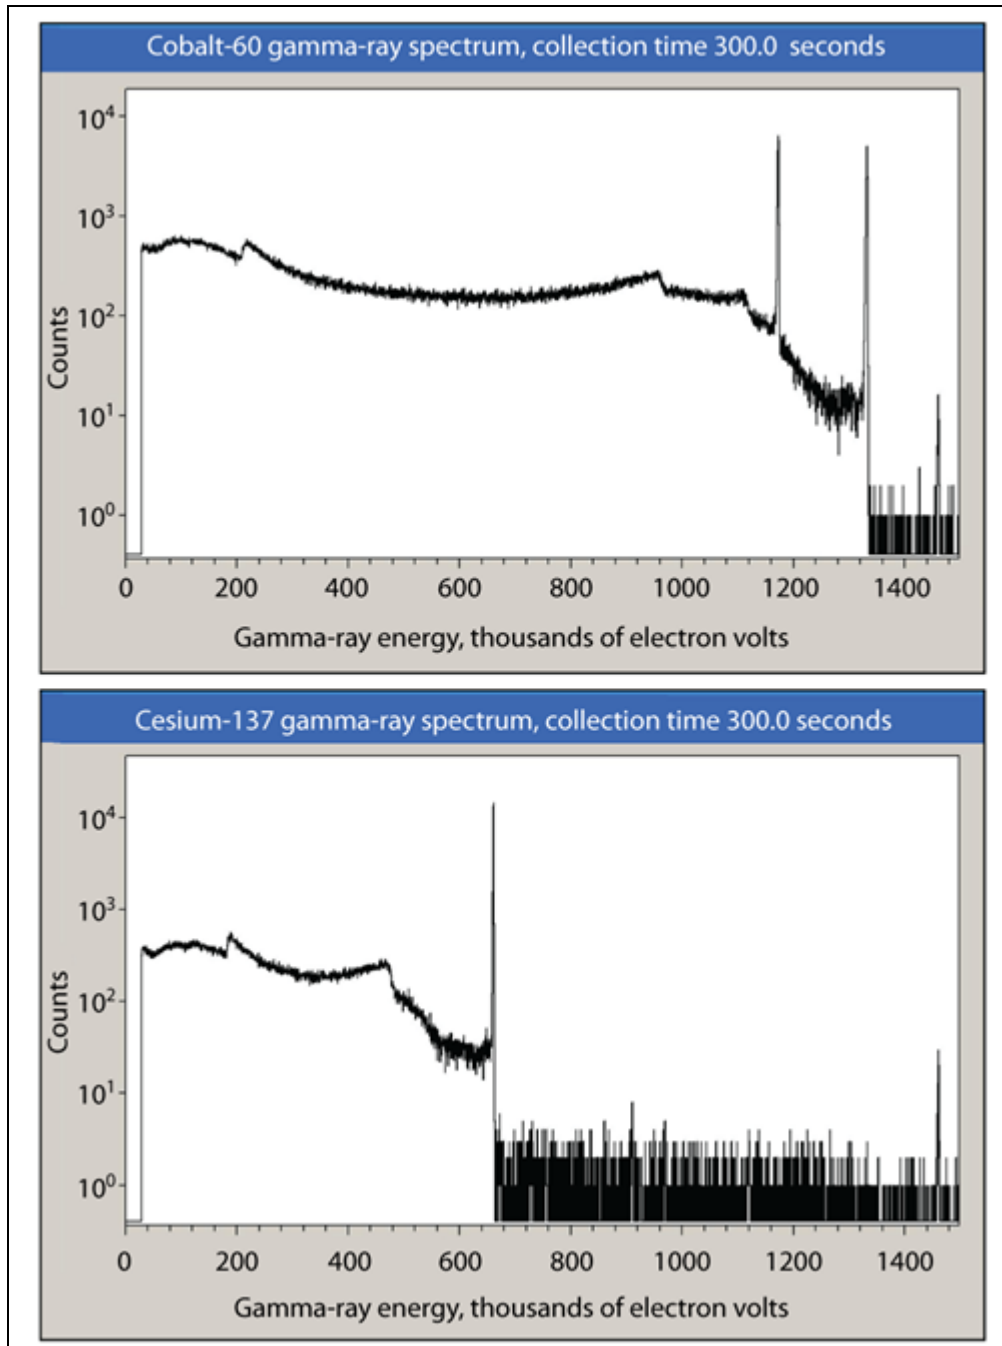 Cobalt-60 gamma-ray spectrum, collection time 300.0 seconds
10⁴
10³
10²
10¹
10⁰
Counts
0 200 400 600 800 1000 1200 1400
Gamma-ray energy, thousands of electron volts
Cesium-137 gamma-ray spectrum, collection time 300.0 seconds
10⁴
10³
10²
10¹
10⁰
Counts
0 200 400 600 800 1000 1200 1400
Gamma-ray energy, thousands of electron volts